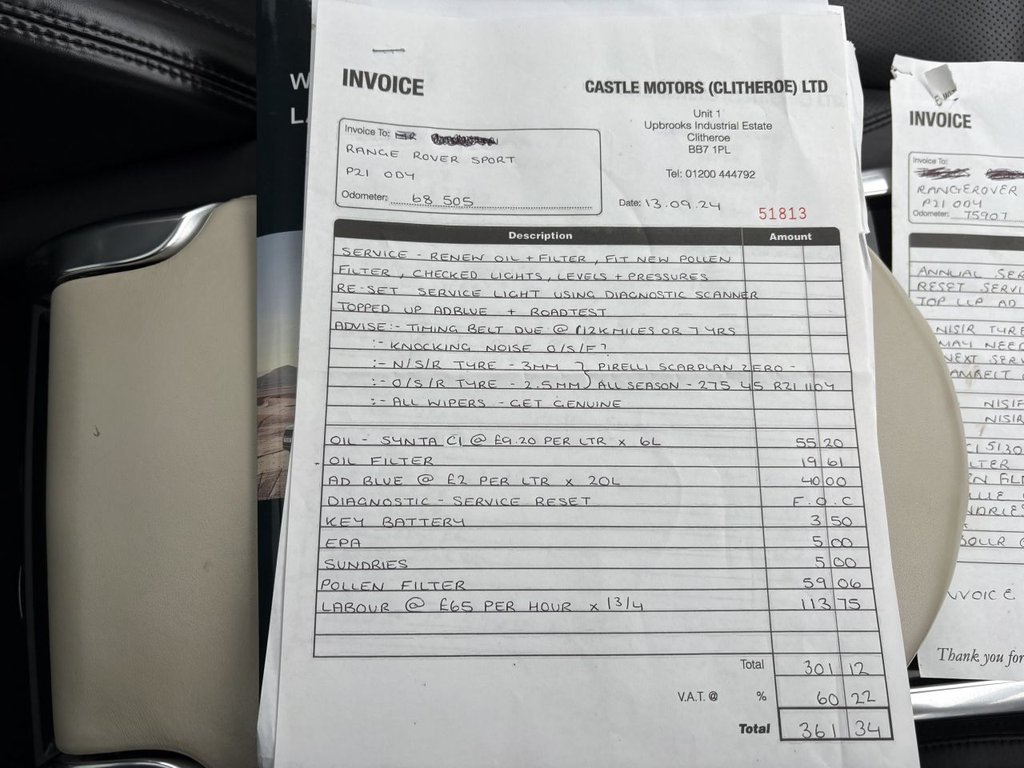 W
L
INVOICE
CASTLE MOTORS (CLITHEROE) LTD
Unit 1
Upbrooks Industrial Estate
Clitheroe
BB7 1PL
Tel: 01200 444792
Invoice To:
RANGE ROVER SPORT
P21 ODY
Odometer: 68 505
Date: 13.09.24
51813
Description Amount
SERVICE - RENEW OIL + FILTER, FIT NEW POLLEN
FILTER, CHECKED LIGHTS, LEVELS + PRESSURES
RE-SET SERVICE LIGHT USING DIAGNOSTIC SCANNER
TOPPED UP ADBLUE + ROADTEST
ADVISE:- TIMING BELT DUE @ 112K MILES OR 7 YRS
:- KNOCKING NOISE O/S/F?
:- N/S/R TYRE - 3MM } PIRELLI SCARPLAN ZERO -
:- O/S/R TYRE - 2.5MM } ALL SEASON - 275 45 R21 110Y
:- ALL WIPERS - GET GENUINE
OIL - SYNTA C1 @ £9.20 PER LTR x 6L 55 20
OIL FILTER 19 61
AD BLUE @ £2 PER LTR x 20L 40 00
DIAGNOSTIC - SERVICE RESET F.O.C
KEY BATTERY 3 50
EPA 5 00
SUNDRIES 5 00
POLLEN FILTER 59 06
LABOUR @ £65 PER HOUR x 1 3/4 113 75
Total 301 12
V.A.T. @ % 60 22
Total 361 34
INVOICE
Invoice To:
RANGEROVER
P21 ODY
Odometer: 75907
ANNUAL SER
RESET SERVI
TOP UP AD
N/S/R TYRE
MAY NEED
NEXT SERV
CAMBELT
N/S/F
N/S/R
C1 5W30
Thank you for